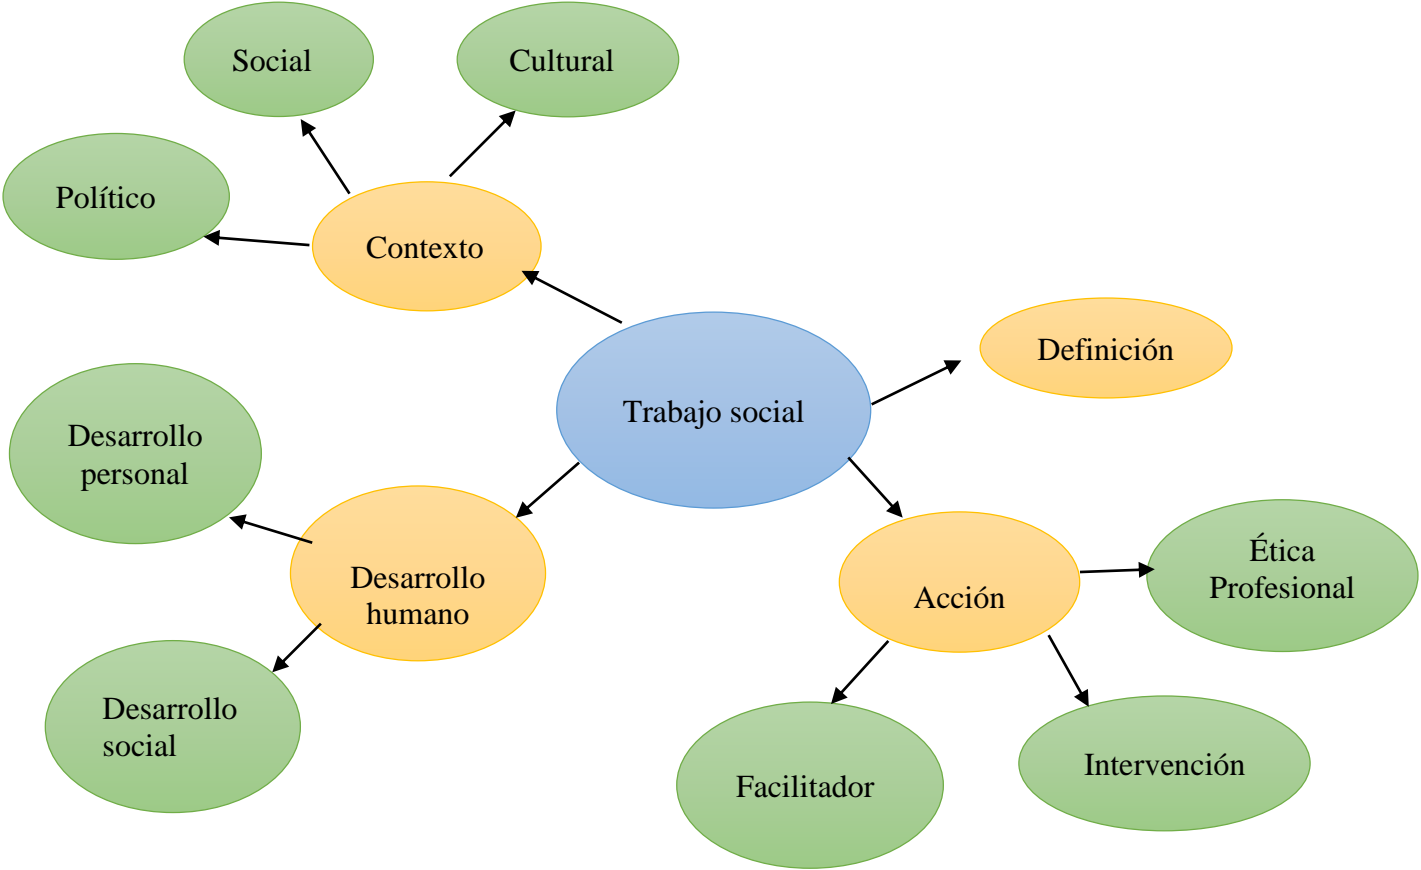 Social
Cultural
Político
Contexto
Definición
Trabajo social
Desarrollo
personal
Desarrollo
humano
Acción
Ética
Profesional
Desarrollo
social
Facilitador
Intervención